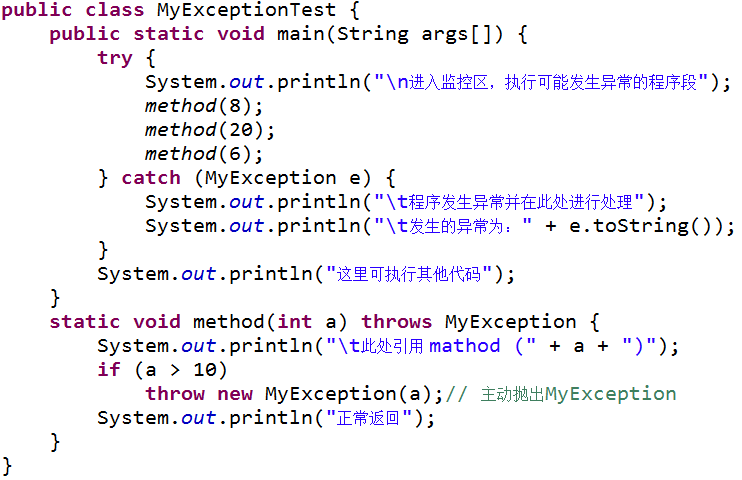 public class MyExceptionTest {
    public static void main(String args[]) {
        try {
            System.out.println("\n进入监控区，执行可能发生异常的程序段");
            method(8);
            method(20);
            method(6);
        } catch (MyException e) {
            System.out.println("\t程序发生异常并在此处进行处理");
            System.out.println("\t发生的异常为：" + e.toString());
        }
        System.out.println("这里可执行其他代码");
    }
    static void method(int a) throws MyException {
        System.out.println("\t此处引用 mathod (" + a + ")");
        if (a > 10)
            throw new MyException(a);// 主动抛出MyException
        System.out.println("正常返回");
    }
}